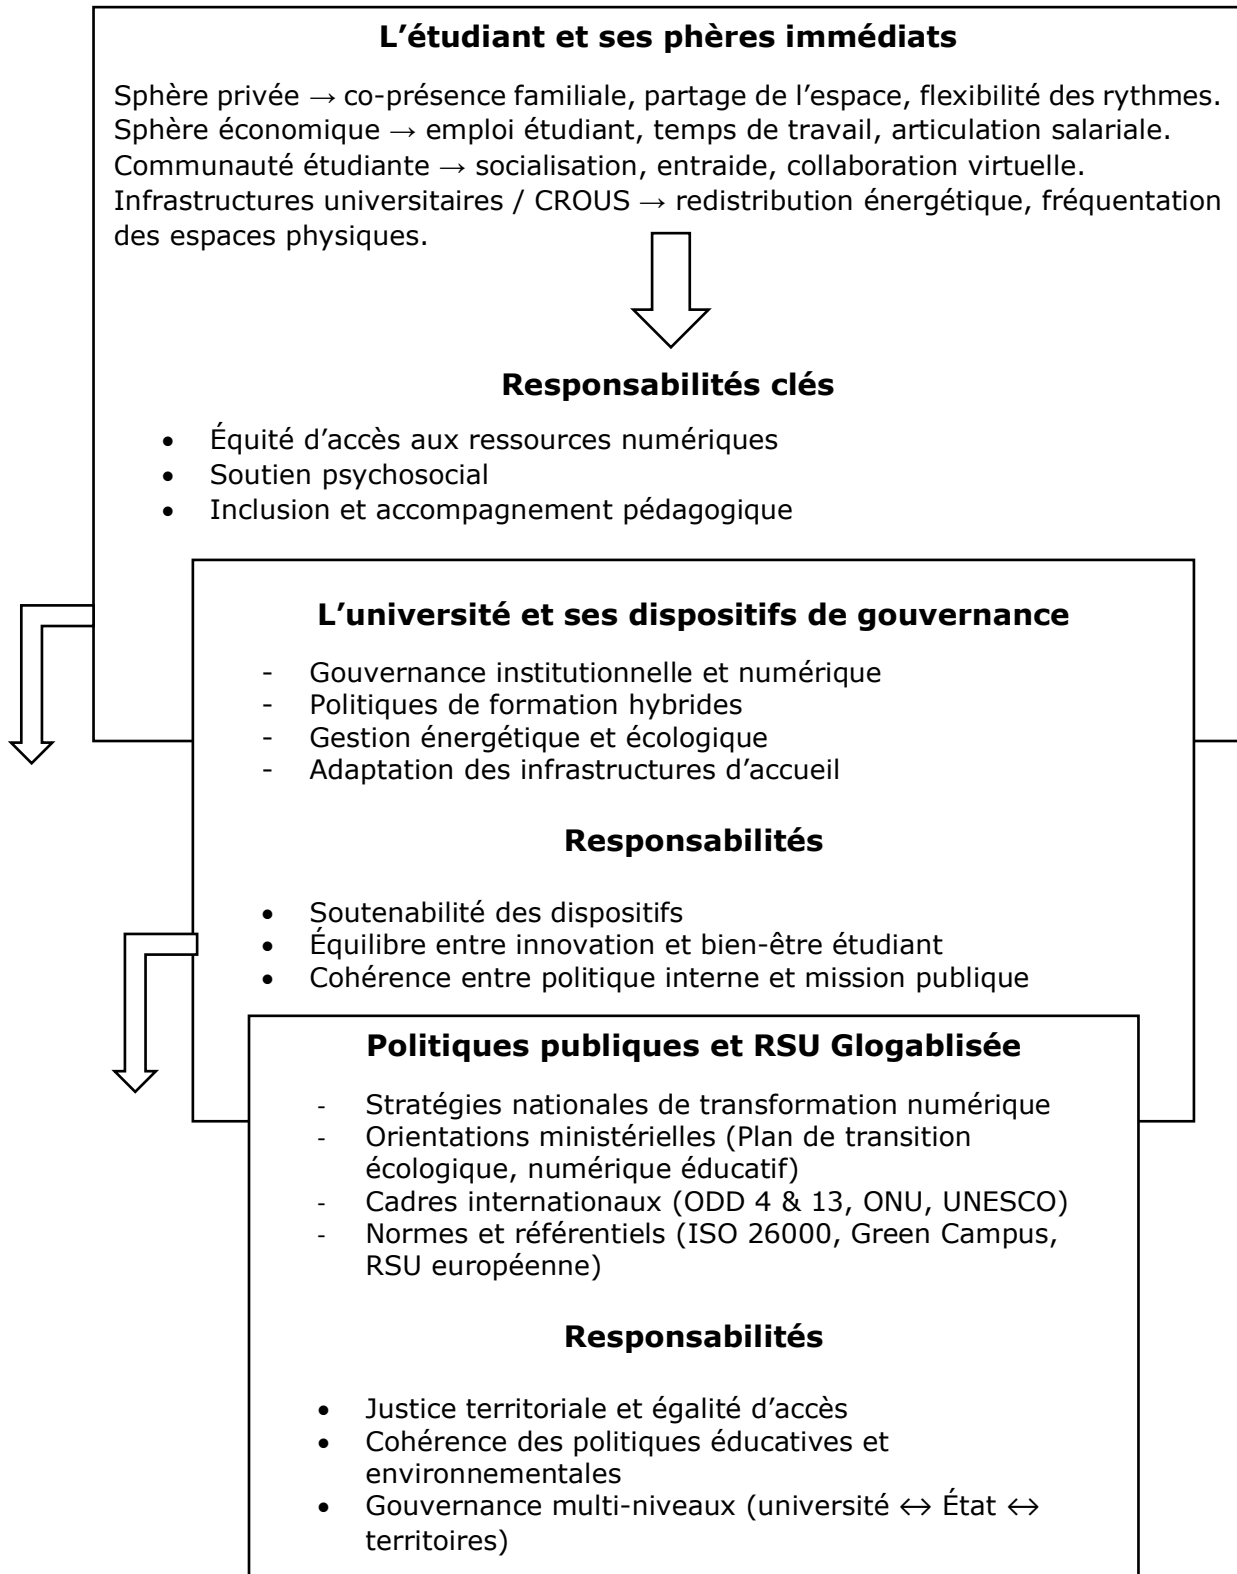 L'étudiant et ses phères immédiats
Sphère privée → co-présence familiale, partage de l'espace, flexibilité des rythmes.
Sphère économique → emploi étudiant, temps de travail, articulation salariale.
Communauté étudiante → socialisation, entraide, collaboration virtuelle.
Infrastructures universitaires / CROUS → redistribution énergétique, fréquentation
des espaces physiques.
Responsabilités clés
• Équité d'accès aux ressources numériques
• Soutien psychosocial
• Inclusion et accompagnement pédagogique
L'université et ses dispositifs de gouvernance
- Gouvernance institutionnelle et numérique
- Politiques de formation hybrides
- Gestion énergétique et écologique
- Adaptation des infrastructures d'accueil
Responsabilités
• Soutenabilité des dispositifs
• Équilibre entre innovation et bien-être étudiant
• Cohérence entre politique interne et mission publique
Politiques publiques et RSU Glogablisée
- Stratégies nationales de transformation numérique
- Orientations ministérielles (Plan de transition
écologique, numérique éducatif)
- Cadres internationaux (ODD 4 & 13, ONU, UNESCO)
- Normes et référentiels (ISO 26000, Green Campus,
RSU européenne)
Responsabilités
• Justice territoriale et égalité d'accès
• Cohérence des politiques éducatives et
environnementales
• Gouvernance multi-niveaux (université ↔ État ↔
territoires)